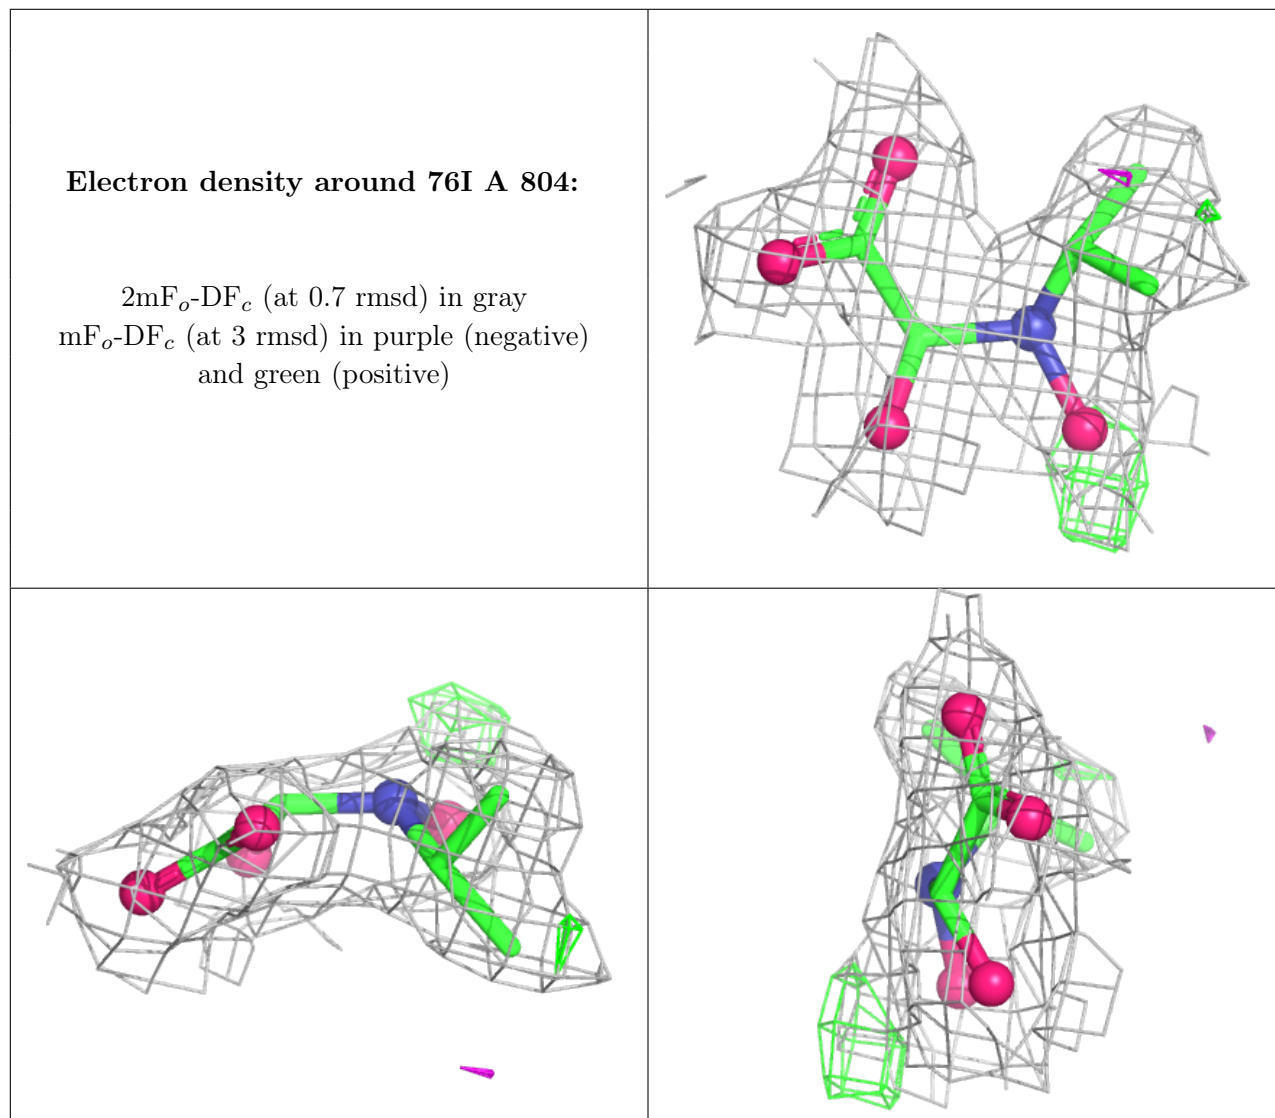 Electron density around 76I A 804:
2mFo-DFc (at 0.7 rmsd) in gray
mFo-DFc (at 3 rmsd) in purple (negative)
and green (positive)